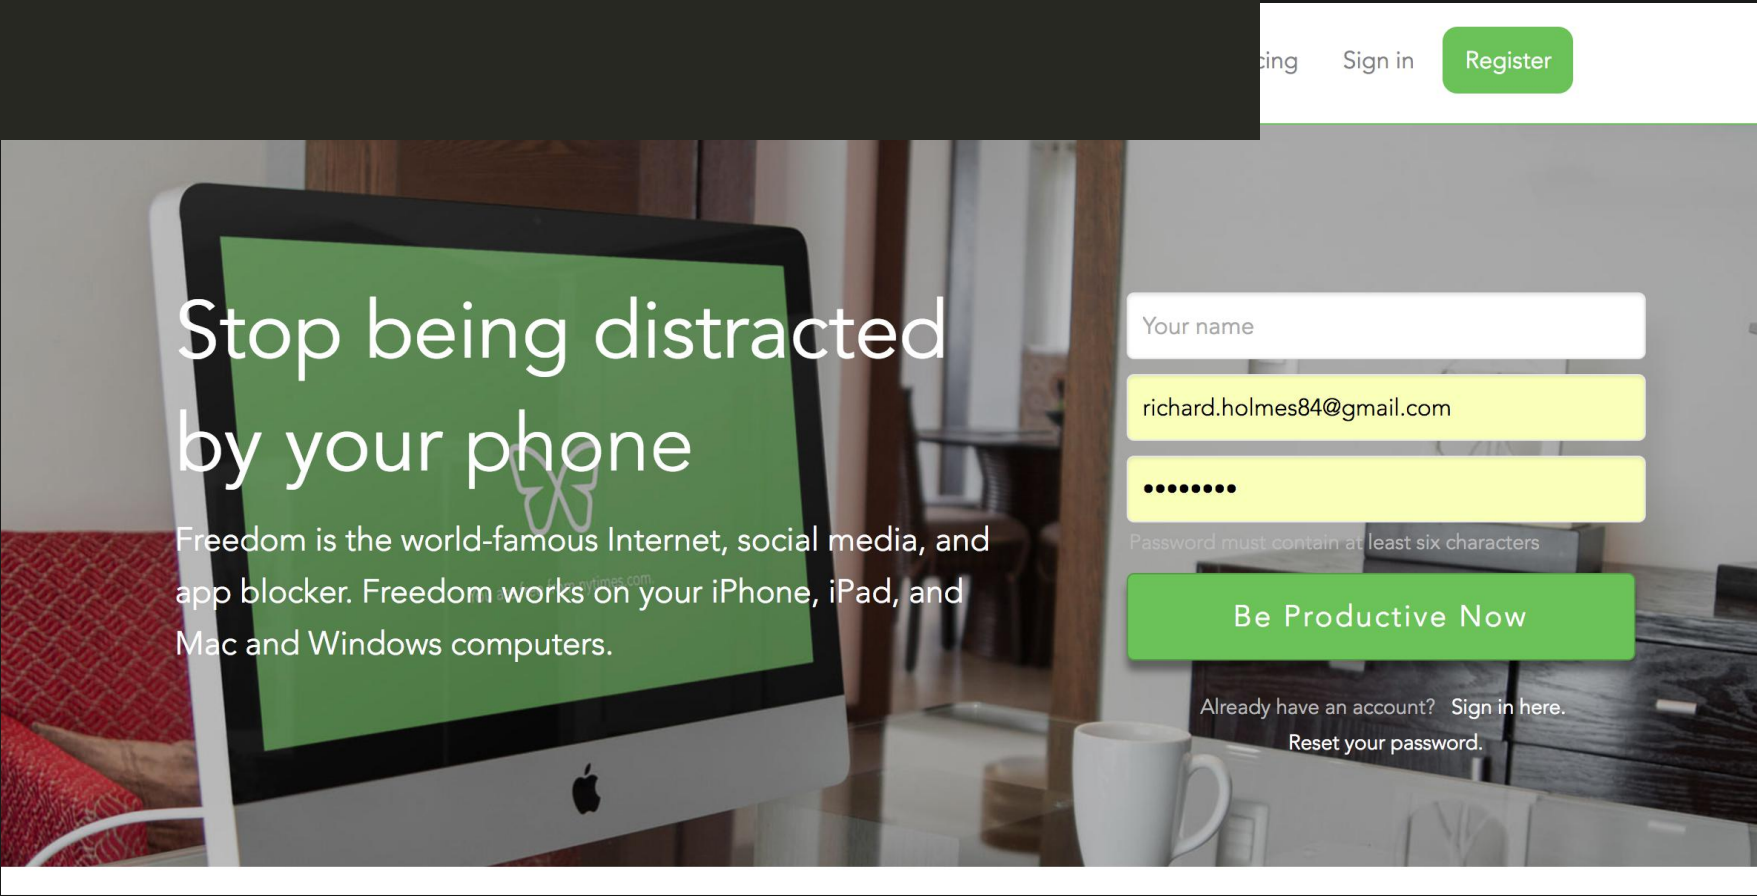 Sign in
Register
Stop being distracted
by your phone
Freedom is the world-famous Internet, social media, and
app blocker. Freedom works on your iPhone, iPad, and
Mac and Windows computers.
from nytimes.com.
Your name
richard.holmes84@gmail.com
••••••••
Password must contain at least six characters
Be Productive Now
Already have an account? Sign in here.
Reset your password.